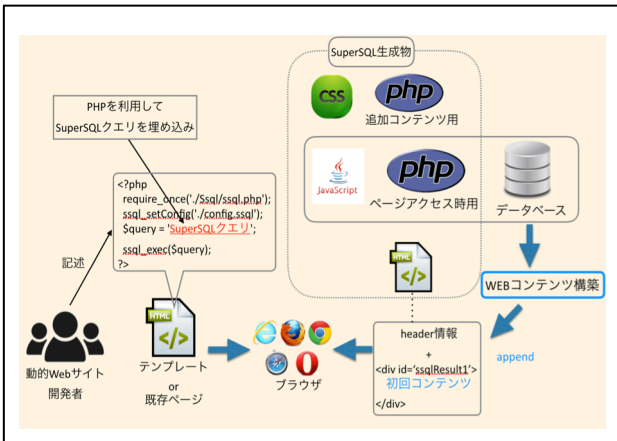 SuperSQL生成物
CSS
php
追加コンテンツ用
PHPを利用して
SuperSQLクエリを埋め込み
JavaScript
php
ページアクセス時用
データベース
<?php
require_once('./Ssql/ssql.php');
ssql_setConfig('./config.ssql');
$query = 'SuperSQLクエリ';
ssql_exec($query);
?>
記述
HTML
</>
WEBコンテンツ構築
HTML
</>
header情報
+
<div id='ssqlResult1'>
初回コンテンツ
</div>
append
動的Webサイト
開発者
テンプレート
or
既存ページ
ブラウザ